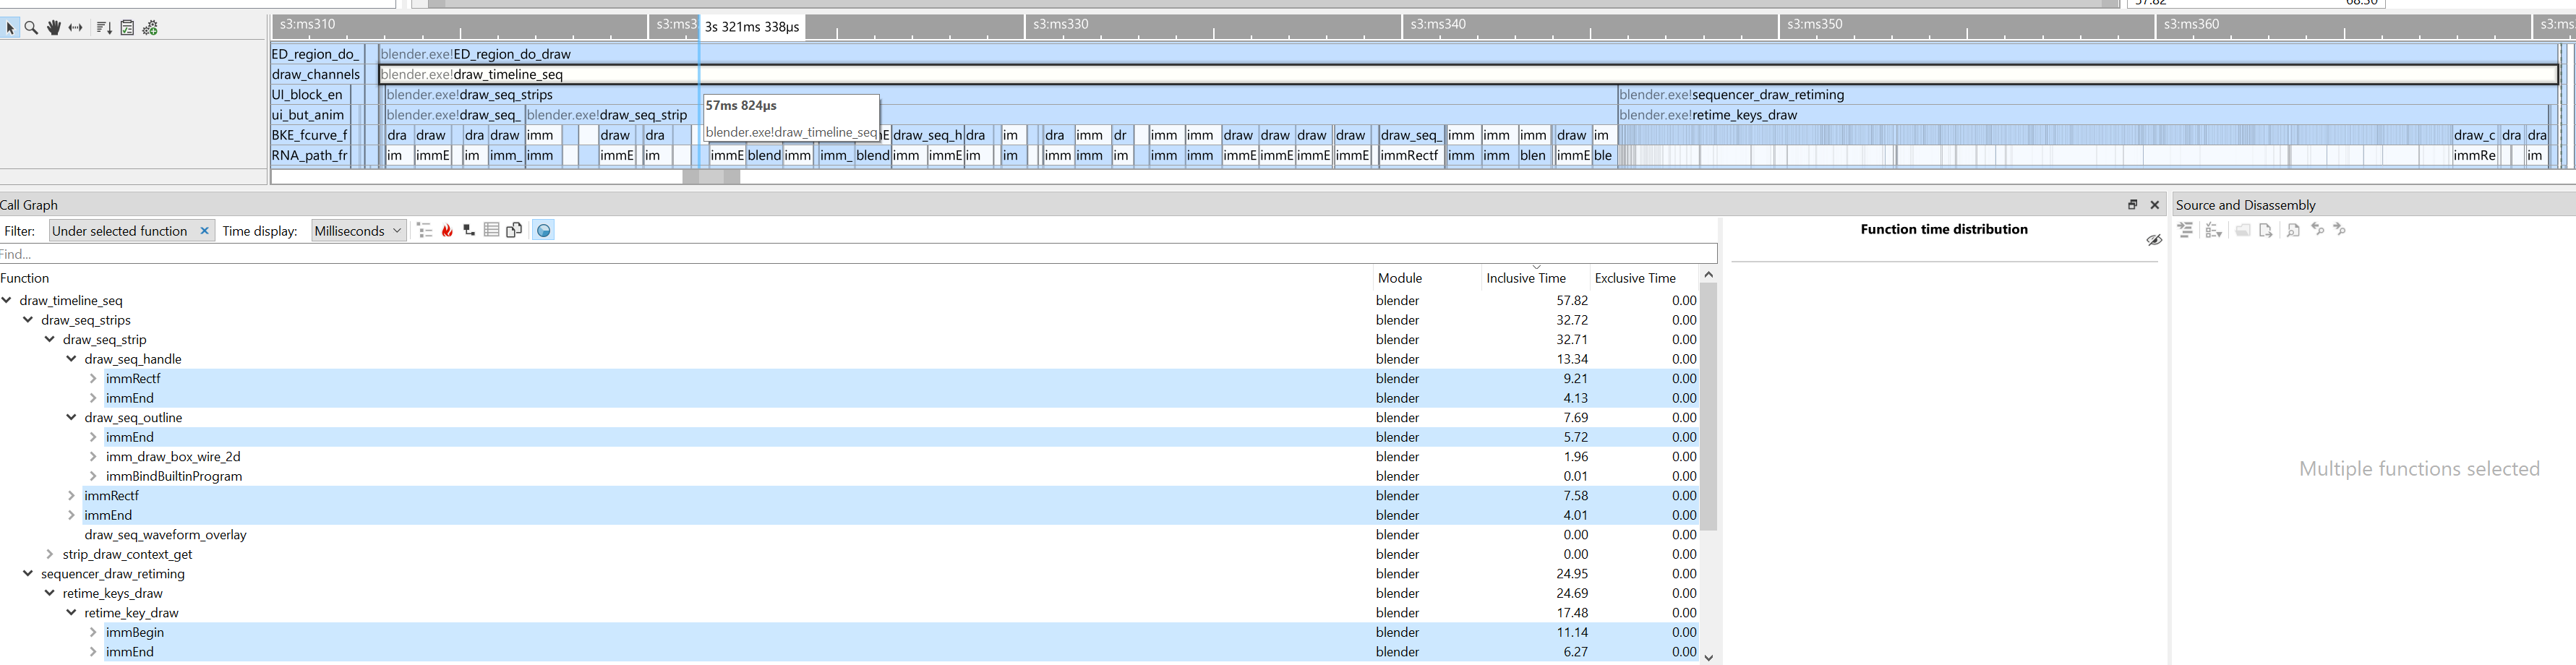 57.82 68.30
s3:ms310 s3:ms3 3s 321ms 338µs s3:ms330 s3:ms340 s3:ms350 s3:ms360 s3:ms
ED_region_do_ blender.exe!ED_region_do_draw
draw_channels blender.exe!draw_timeline_seq
UI_block_en blender.exe!draw_seq_strips blender.exe!sequencer_draw_retiming
57ms 824µs
ui_but_anim blender.exe!draw_seq_ blender.exe!draw_seq_strip blender.exe!retime_keys_draw
blender.exe!draw_timeline_seq
BKE_fcurve_f dra draw dra draw imm draw dra nE draw_seq_h dra im dra imm dr imm imm draw draw draw draw draw_seq_ imm imm imm draw im draw_c dra dra
RNA_path_fr im immE im imm_ imm immE im immE blend imm imm_ blend imm immE im im imm imm im imm imm immE immE immE immE immRectf imm imm blen immE ble immRe im
Call Graph
Source and Disassembly
Filter: Under selected function Time display: Milliseconds
Function time distribution
Find...
Function Module Inclusive Time Exclusive Time
draw_timeline_seq blender 57.82 0.00
draw_seq_strips blender 32.72 0.00
draw_seq_strip blender 32.71 0.00
draw_seq_handle blender 13.34 0.00
immRectf blender 9.21 0.00
immEnd blender 4.13 0.00
draw_seq_outline blender 7.69 0.00
immEnd blender 5.72 0.00
imm_draw_box_wire_2d blender 1.96 0.00
immBindBuiltinProgram blender 0.01 0.00
immRectf blender 7.58 0.00
immEnd blender 4.01 0.00
draw_seq_waveform_overlay blender 0.00 0.00
strip_draw_context_get blender 0.00 0.00
sequencer_draw_retiming blender 24.95 0.00
retime_keys_draw blender 24.69 0.00
retime_key_draw blender 17.48 0.00
immBegin blender 11.14 0.00
immEnd blender 6.27 0.00
Multiple functions selected